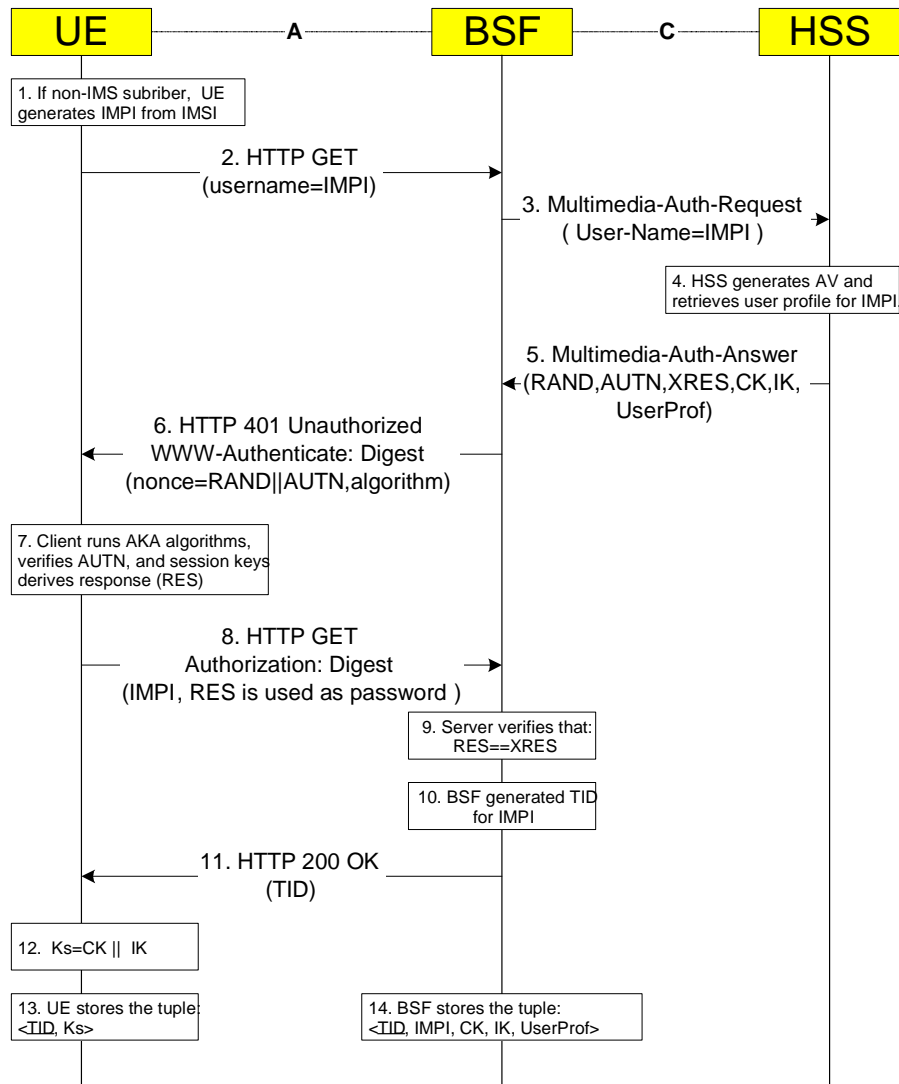 UE
A
BSF
C
HSS
1. If non-IMS subriber, UE
generates IMPI from IMSI
2. HTTP GET
(username=IMPI)
3. Multimedia-Auth-Request
( User-Name=IMPI )
4. HSS generates AV and
retrieves user profile for IMPI.
5. Multimedia-Auth-Answer
(RAND,AUTN,XRES,CK,IK,
UserProf)
6. HTTP 401 Unauthorized
WWW-Authenticate: Digest
(nonce=RAND||AUTN,algorithm)
7. Client runs AKA algorithms,
verifies AUTN, and session keys
derives response (RES)
8. HTTP GET
Authorization: Digest
(IMPI, RES is used as password )
9. Server verifies that:
RES==XRES
10. BSF generated TID
for IMPI
11. HTTP 200 OK
(TID)
12. Ks=CK || IK
13. UE stores the tuple:
<TID, Ks>
14. BSF stores the tuple:
<TID, IMPI, CK, IK, UserProf>